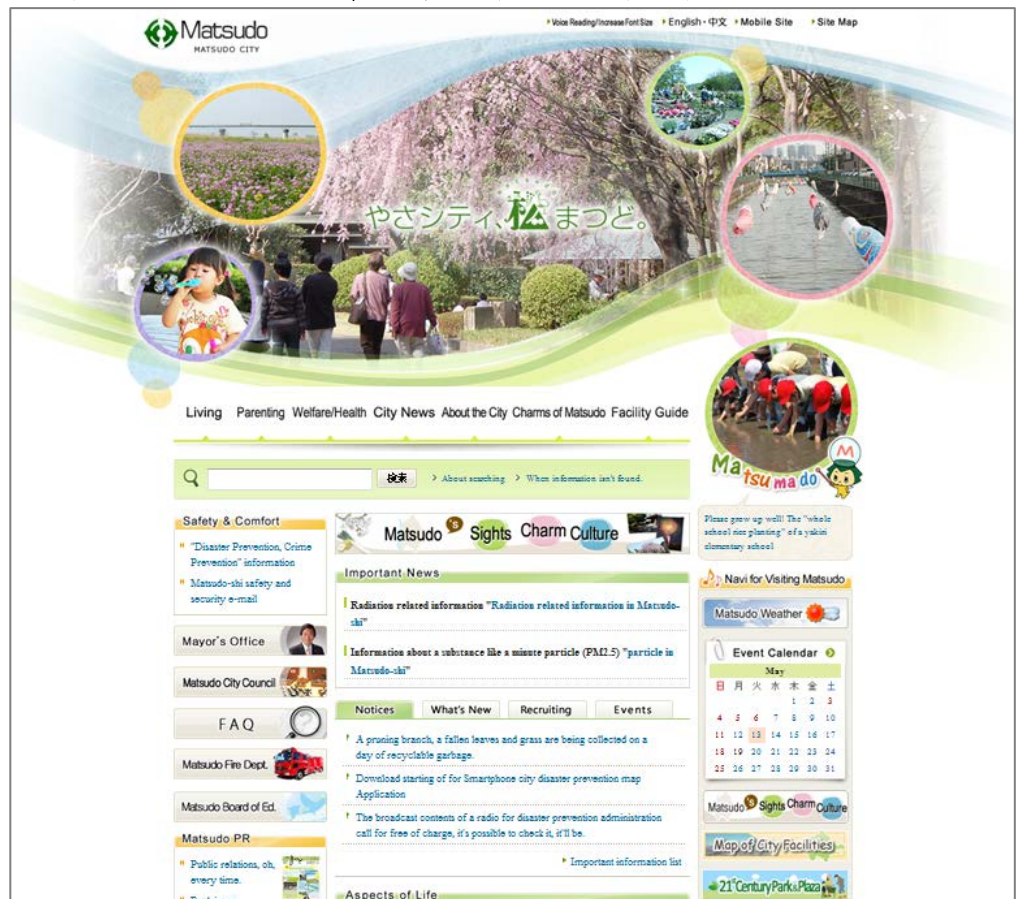 Matsudo
MATSUDO CITY
Voice Reading/Increase Font Size
English・中文
Mobile Site
Site Map
やさシティ、まつど。
Living
Parenting
Welfare/Health
City News
About the City
Charms of Matsudo
Facility Guide
検索
About searching
When information isn't found.
Matsumado
M
Please grow up well! The "whole
school rice planting" of a yakiri
elementary school
Safety & Comfort
"Disaster Prevention, Crime
Prevention" information
Matsudo-shi safety and
security e-mail
Mayor's Office
Matsudo City Council
FAQ
Matsudo Fire Dept.
Matsudo Board of Ed.
Matsudo PR
Public relations, oh,
every time.
Matsudo's Sights Charm Culture
Important News
Radiation related information "Radiation related information in Matsudo-
shi"
Information about a substance like a minute particle (PM2.5) "particle in
Matsudo-shi"
Notices
What's New
Recruiting
Events
A pruning branch, a fallen leaves and grass are being collected on a
day of recyclable garbage.
Download starting of for Smartphone city disaster prevention map
Application
The broadcast contents of a radio for disaster prevention administration
call for free of charge, it's possible to check it, it'll be.
Important information list
Aspects of Life
Navi for Visiting Matsudo
Matsudo Weather
Event Calendar
May
日 月 火 水 木 金 土
1 2 3
4 5 6 7 8 9 10
11 12 13 14 15 16 17
18 19 20 21 22 23 24
25 26 27 28 29 30 31
Matsudo's Sights Charm Culture
Map of City Facilities
21st Century Park & Plaza